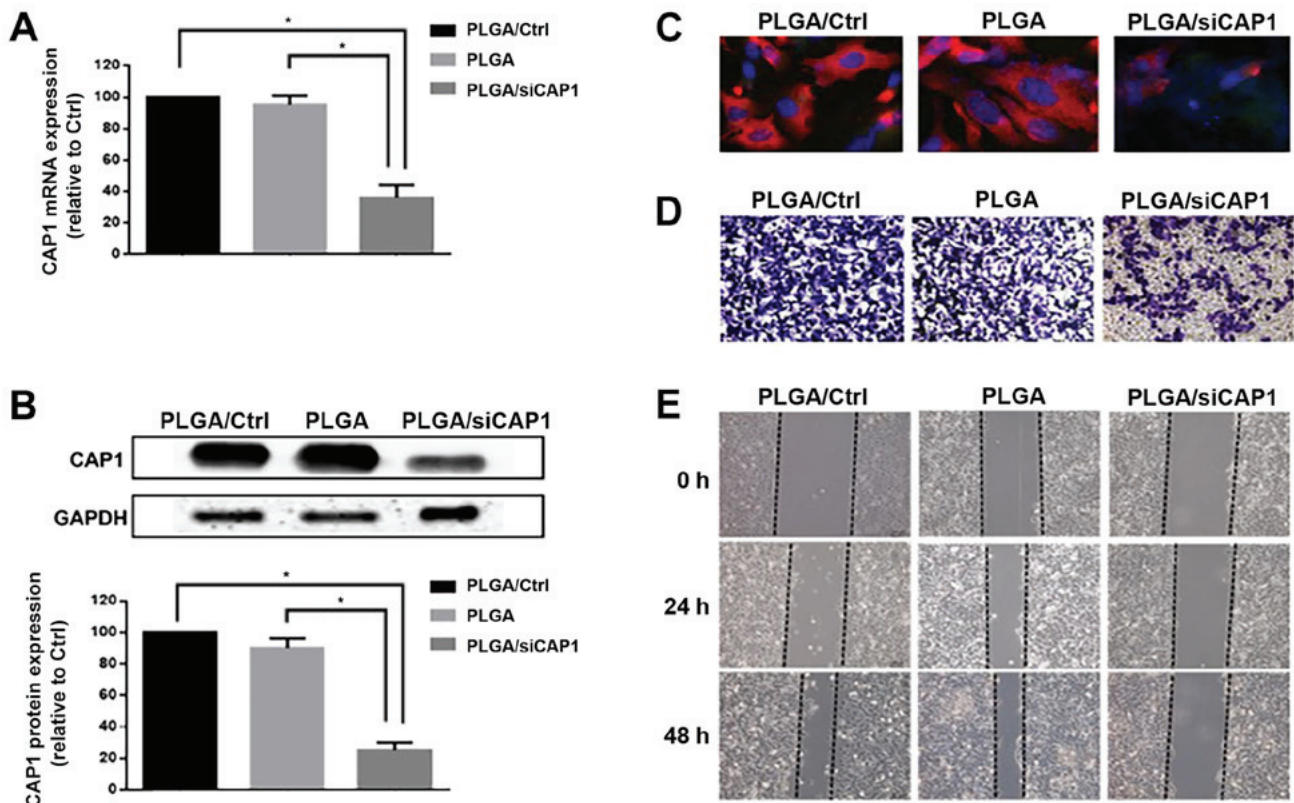 A
*
*
PLGA/Ctrl
PLGA
PLGA/siCAP1
CAP1 mRNA expression
(relative to Ctrl)
120
100
80
60
40
20
0
B
PLGA/Ctrl PLGA PLGA/siCAP1
CAP1
GAPDH
*
*
PLGA/Ctrl
PLGA
PLGA/siCAP1
CAP1 protein expression
(relative to Ctrl)
120
100
80
60
40
20
0
C
PLGA/Ctrl PLGA PLGA/siCAP1
D
PLGA/Ctrl PLGA PLGA/siCAP1
E
PLGA/Ctrl PLGA PLGA/siCAP1
0 h
24 h
48 h